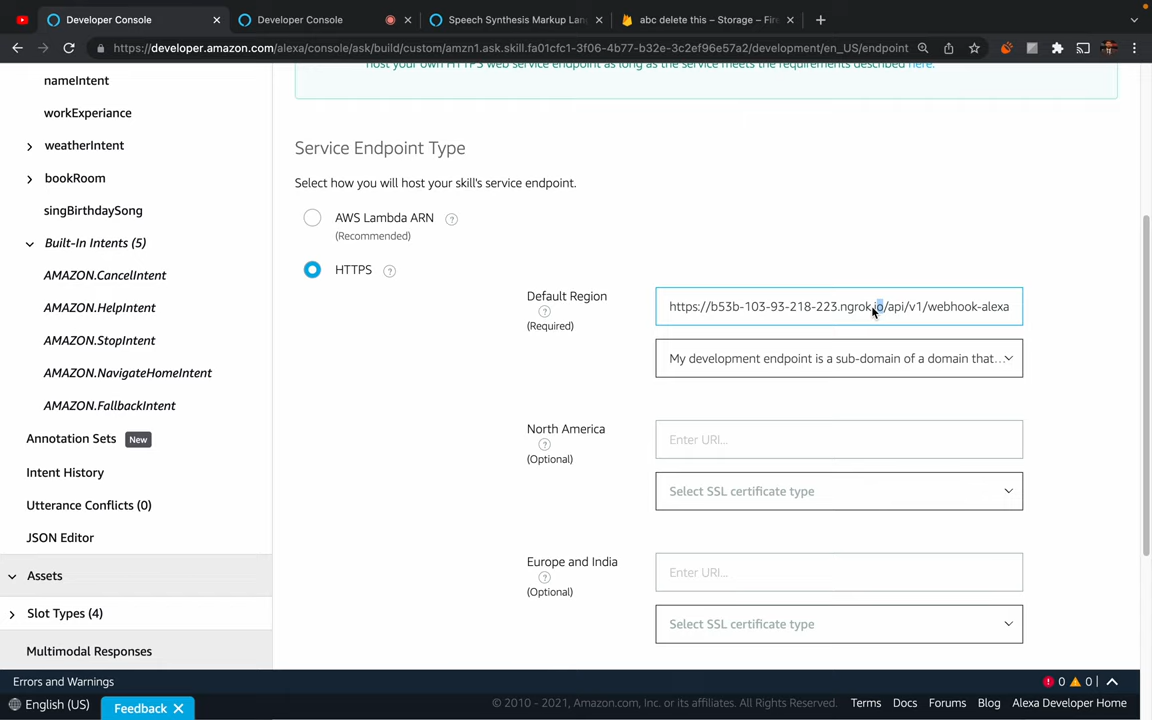 Developer Console
Developer Console
Speech Synthesis Markup Lan
abc delete this – Storage – Fire
https://developer.amazon.com/alexa/console/ask/build/custom/amzn1.ask.skill.fa01cfc1-3f06-4b77-b32e-3c2ef96e57a2/development/en_US/endpoint
host your own HTTPS web service endpoint as long as the service meets the requirements described here.
nameIntent
workExperiance
weatherIntent
bookRoom
singBirthdaySong
Built-In Intents (5)
AMAZON.CancelIntent
AMAZON.HelpIntent
AMAZON.StopIntent
AMAZON.NavigateHomeIntent
AMAZON.FallbackIntent
Annotation Sets New
Intent History
Utterance Conflicts (0)
JSON Editor
Assets
Slot Types (4)
Multimodal Responses
Service Endpoint Type
Select how you will host your skill's service endpoint.
AWS Lambda ARN ?
(Recommended)
HTTPS ?
Default Region
?
(Required)
https://b53b-103-93-218-223.ngrok.io/api/v1/webhook-alexa
My development endpoint is a sub-domain of a domain that...
North America
?
(Optional)
Enter URI...
Select SSL certificate type
Europe and India
?
(Optional)
Enter URI...
Select SSL certificate type
Errors and Warnings
0 0
English (US)
Feedback
© 2010 - 2021, Amazon.com, Inc. or its affiliates. All Rights Reserved.
Terms Docs Forums Blog Alexa Developer Home